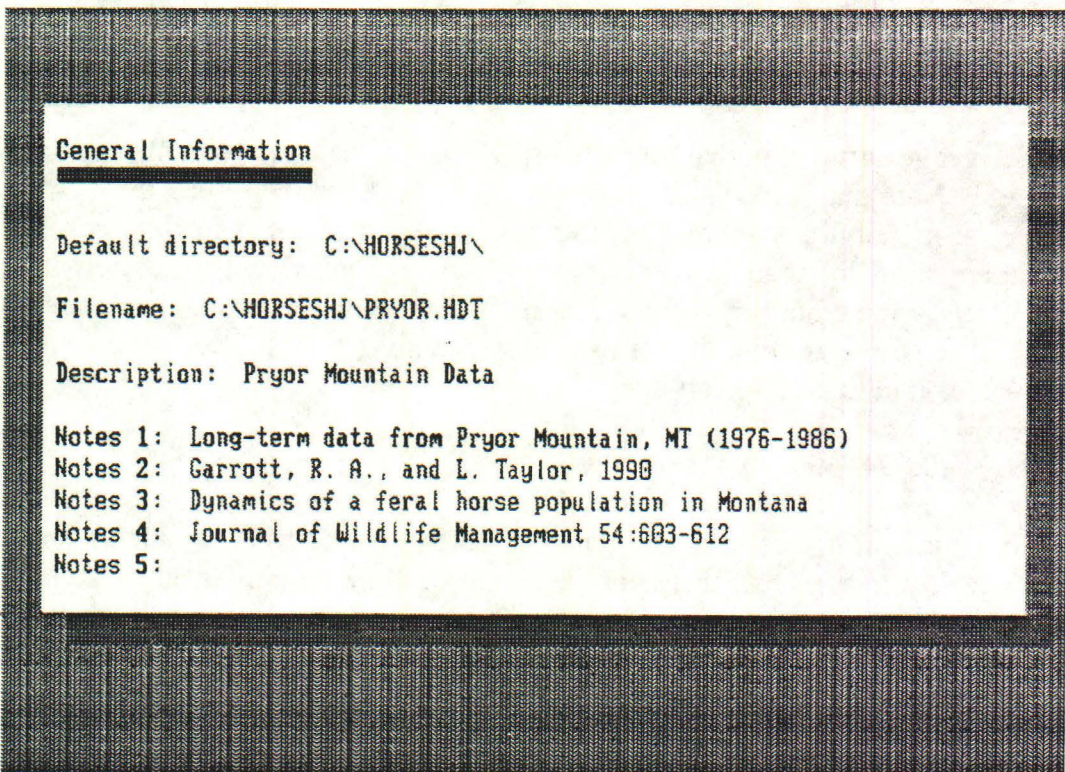 General Information
Default directory: C:\HORSESHJ\
Filename: C:\HORSESHJ\PRYOR.HDT
Description: Pryor Mountain Data
Notes 1: Long-term data from Pryor Mountain, MT (1976-1986)
Notes 2: Garrott, R. A., and L. Taylor, 1990
Notes 3: Dynamics of a feral horse population in Montana
Notes 4: Journal of Wildlife Management 54:603-612
Notes 5: